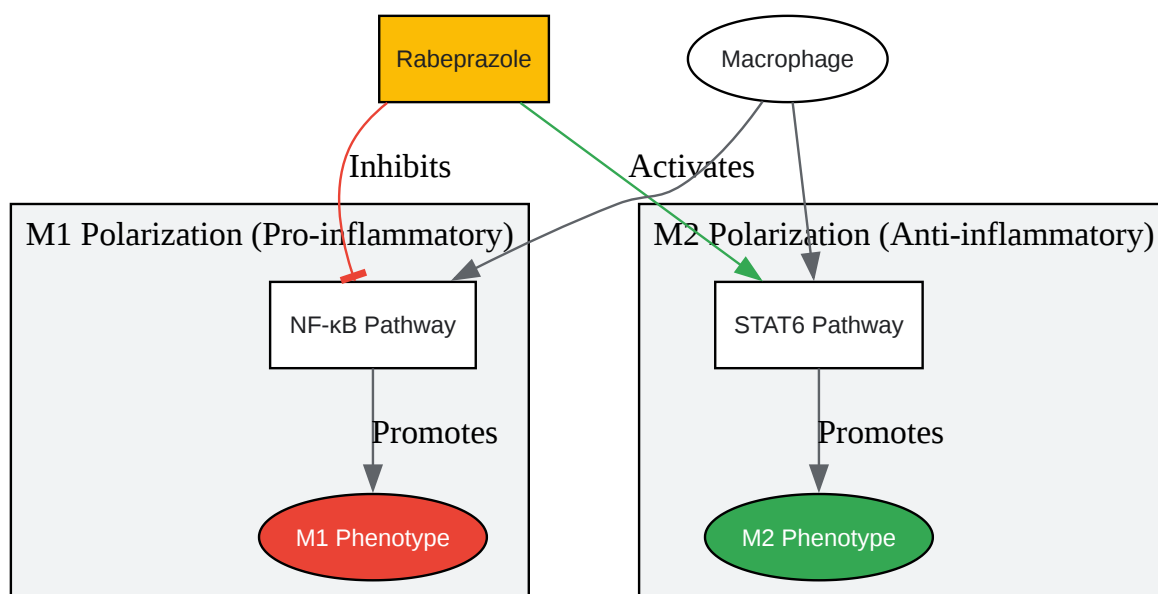 Rabeprazole
Macrophage
Inhibits
Activates
M1 Polarization (Pro-inflammatory)
M2 Polarization (Anti-inflammatory)
NF-κB Pathway
STAT6 Pathway
Promotes
Promotes
M1 Phenotype
M2 Phenotype